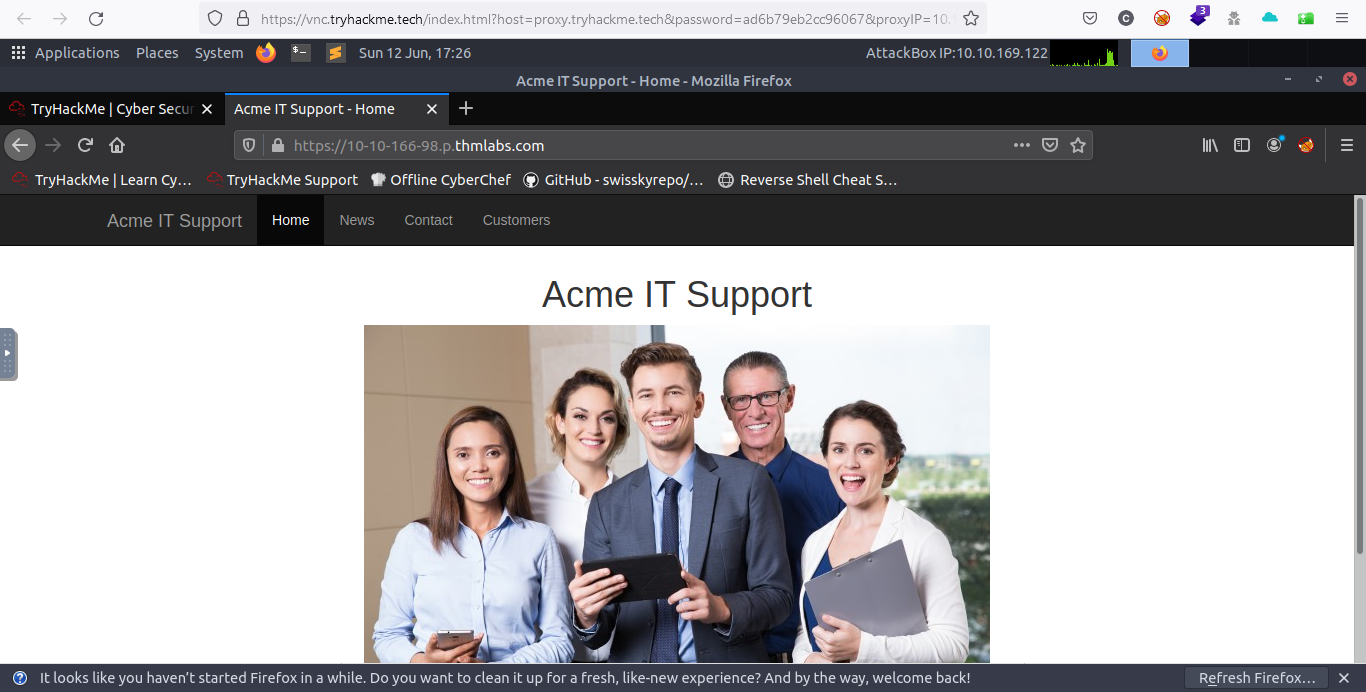 https://vnc.tryhackme.tech/index.html?host=proxy.tryhackme.tech&password=ad6b79eb2cc96067&proxyIP=10.
3
Applications Places System Sun 12 Jun, 17:26 AttackBox IP:10.10.169.122
Acme IT Support - Home - Mozilla Firefox
TryHackMe | Cyber Secur Acme IT Support - Home
https://10-10-166-98.p.thmlabs.com
TryHackMe | Learn Cy… TryHackMe Support Offline CyberChef GitHub - swisskyrepo/… Reverse Shell Cheat S…
Acme IT Support Home News Contact Customers
Acme IT Support
It looks like you haven’t started Firefox in a while. Do you want to clean it up for a fresh, like-new experience? And by the way, welcome back! Refresh Firefox…